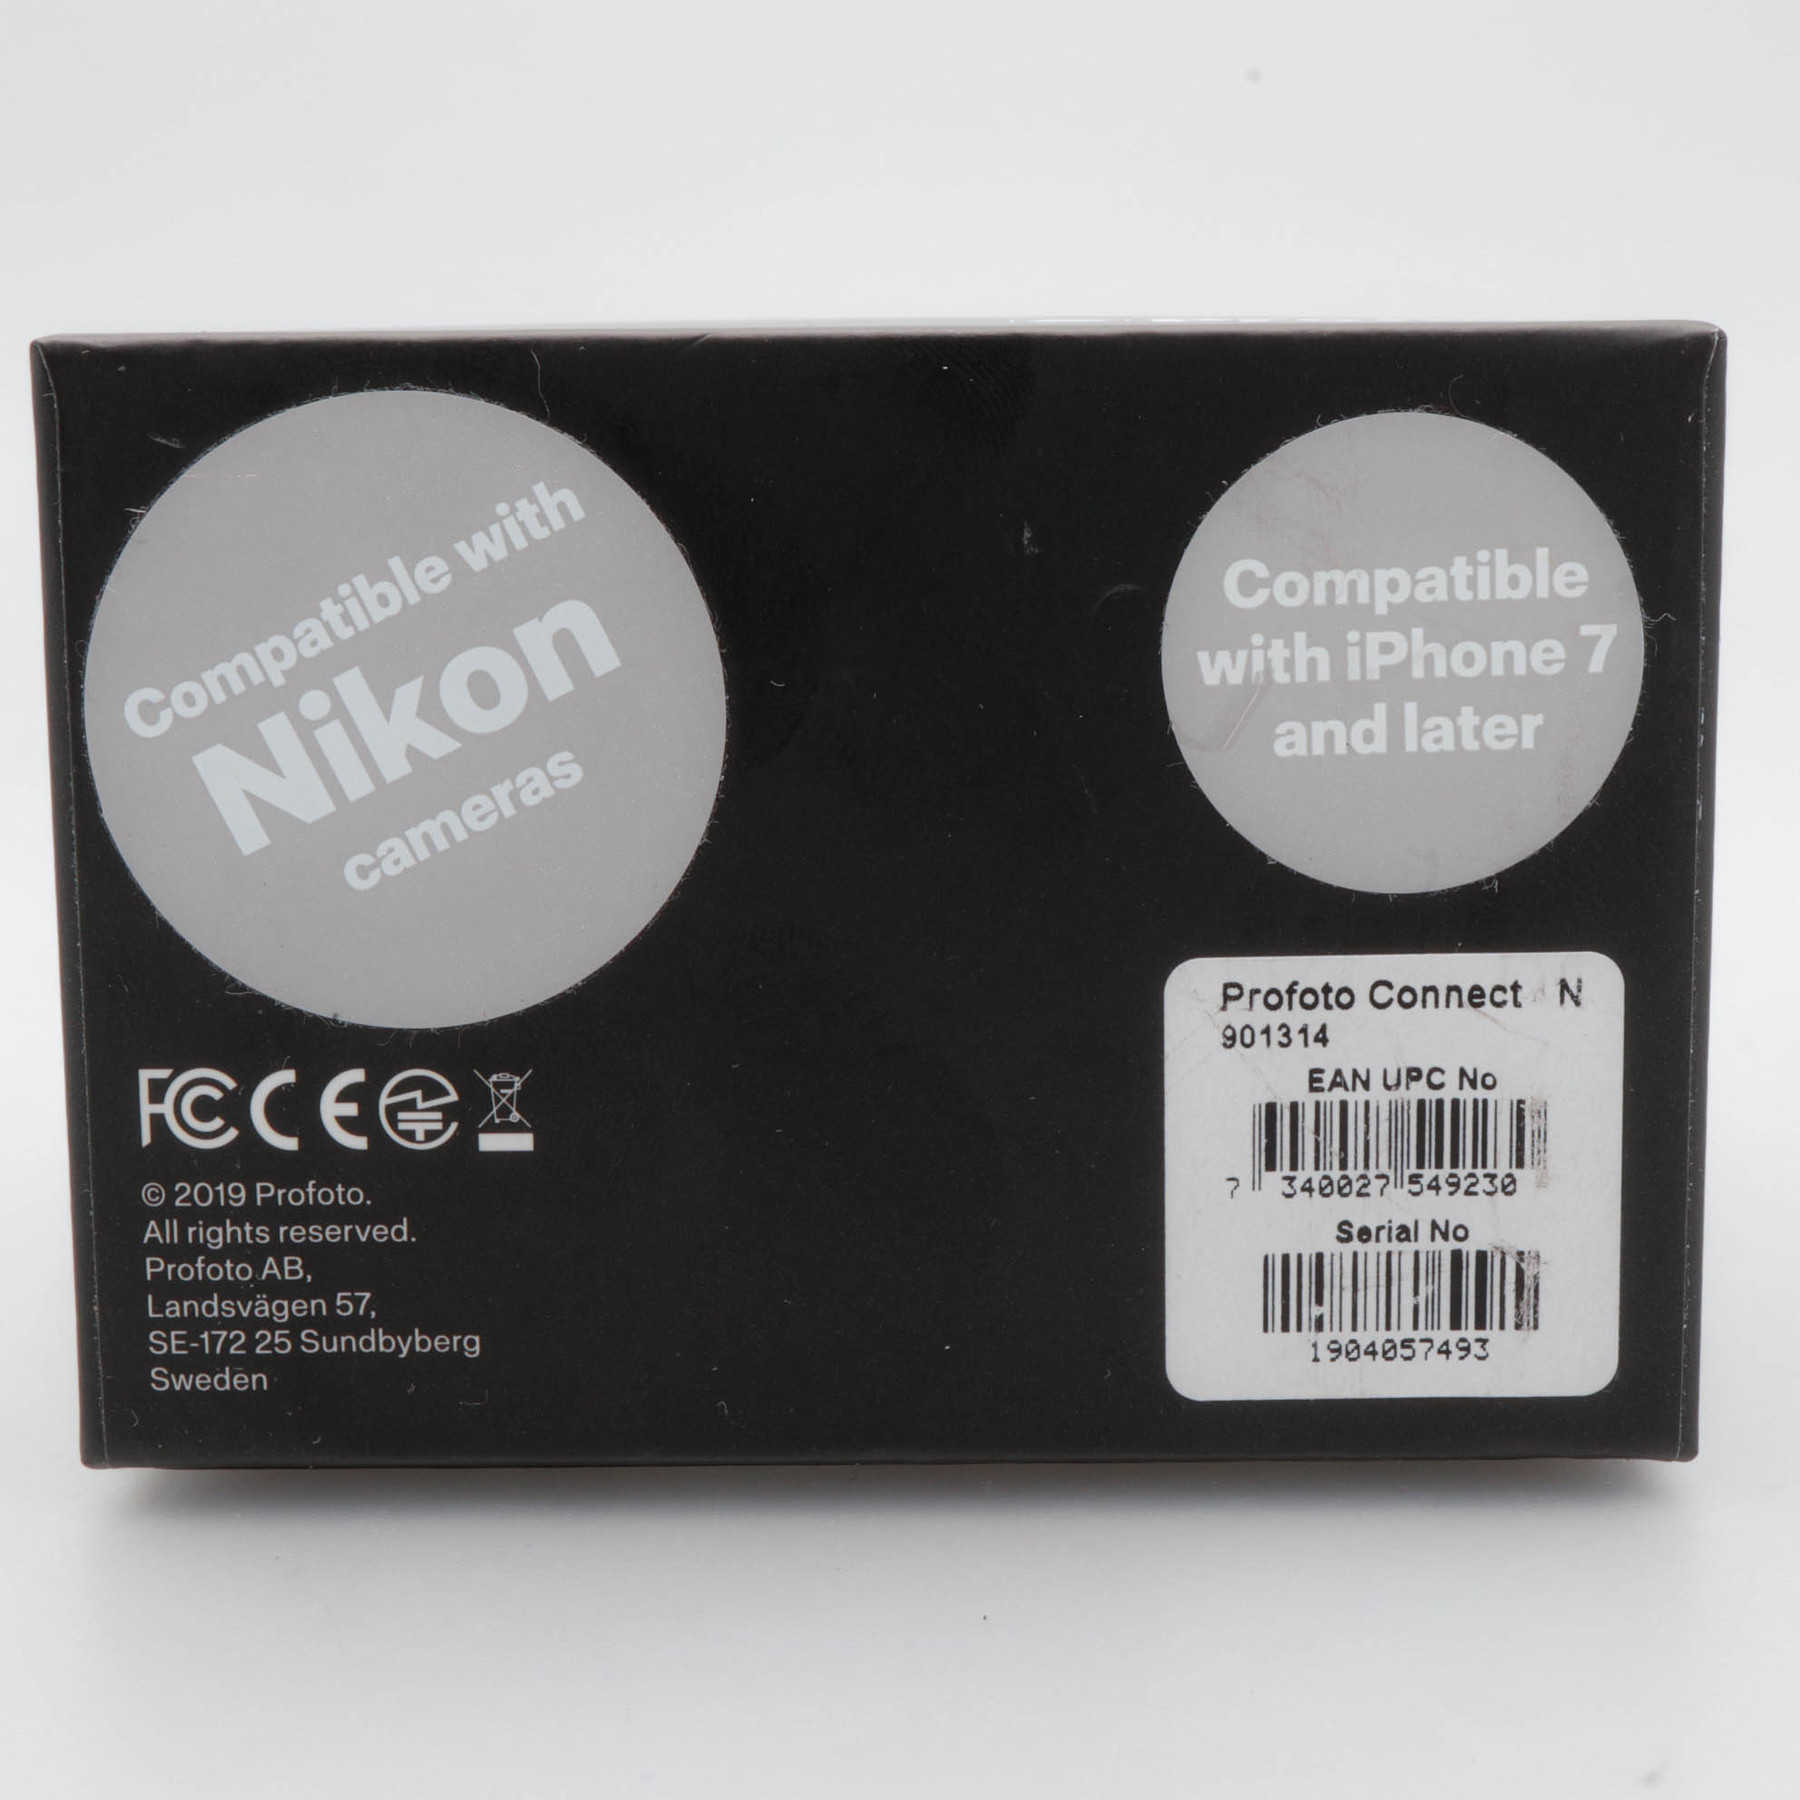 Compatible with
Nikon
cameras
Compatible
with iPhone 7
and later
FC CE
© 2019 Profoto.
All rights reserved.
Profoto AB,
Landsvägen 57,
SE-172 25 Sundbyberg
Sweden
Profoto Connect N
901314
EAN UPC No
7 340027 549230
Serial No
1904057493